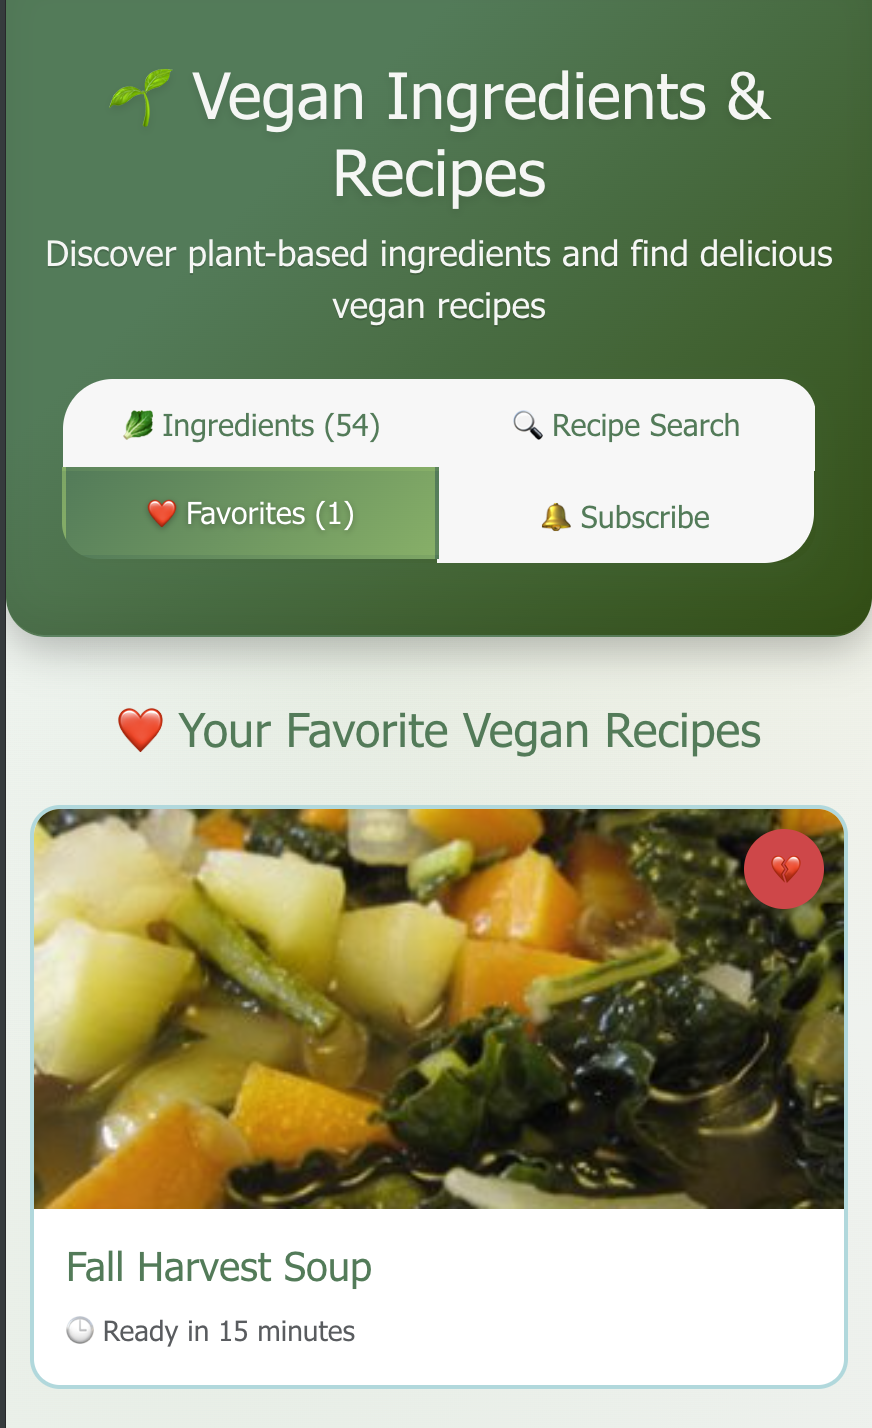 🌱 Vegan Ingredients &
Recipes
Discover plant-based ingredients and find delicious
vegan recipes
🥬 Ingredients (54)
🔍 Recipe Search
❤️ Favorites (1)
🔔 Subscribe
❤️ Your Favorite Vegan Recipes
💔
Fall Harvest Soup
🕒 Ready in 15 minutes